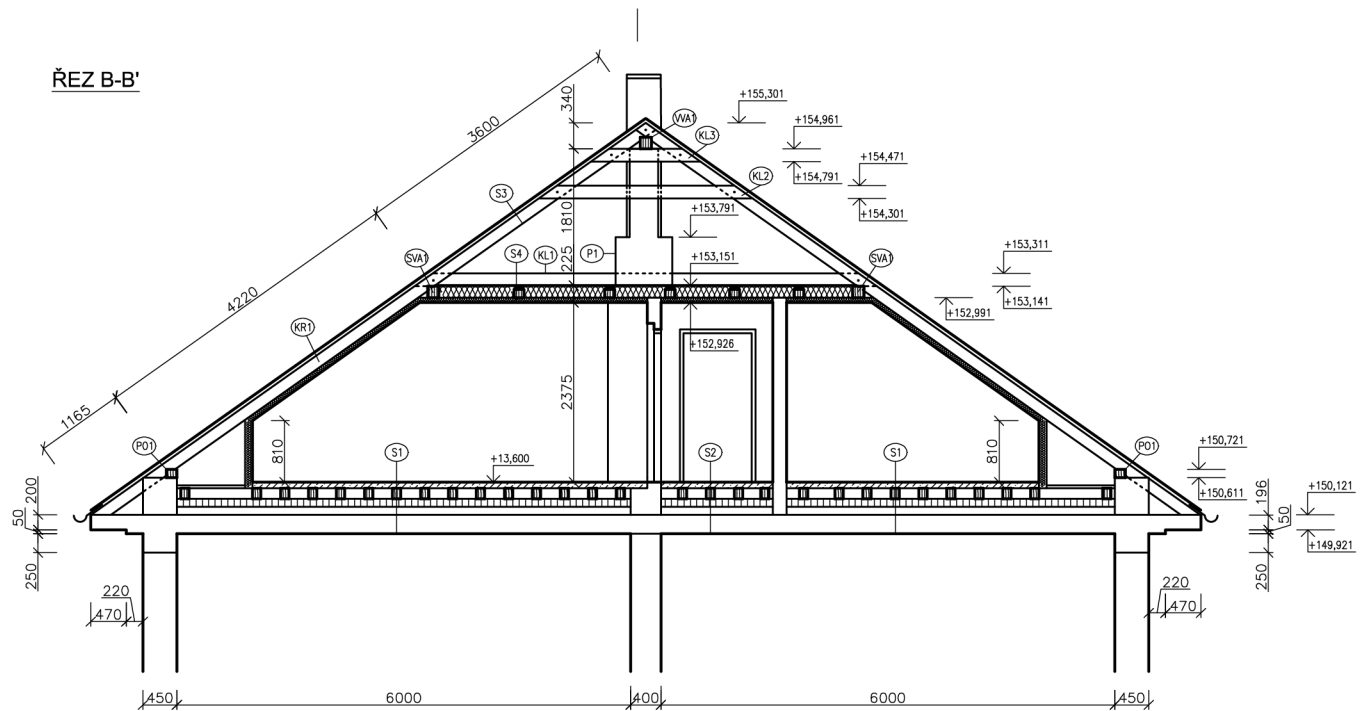 ŘEZ B-B'
3600
4220
1165
340
1810
225
2375
VVA1
KL3
KL2
S3
+155,301
+154,961
+154,791
+154,471
+154,301
+153,791
+153,311
+153,151
+153,141
+152,991
+152,926
SVA1
S4
KL1
P1
SVA1
KR1
810
810
PO1
S1
+13,600
S2
S1
PO1
+150,721
+150,611
+150,121
+149,921
200
50
250
196
50
250
220
470
220
470
450
6000
400
6000
450